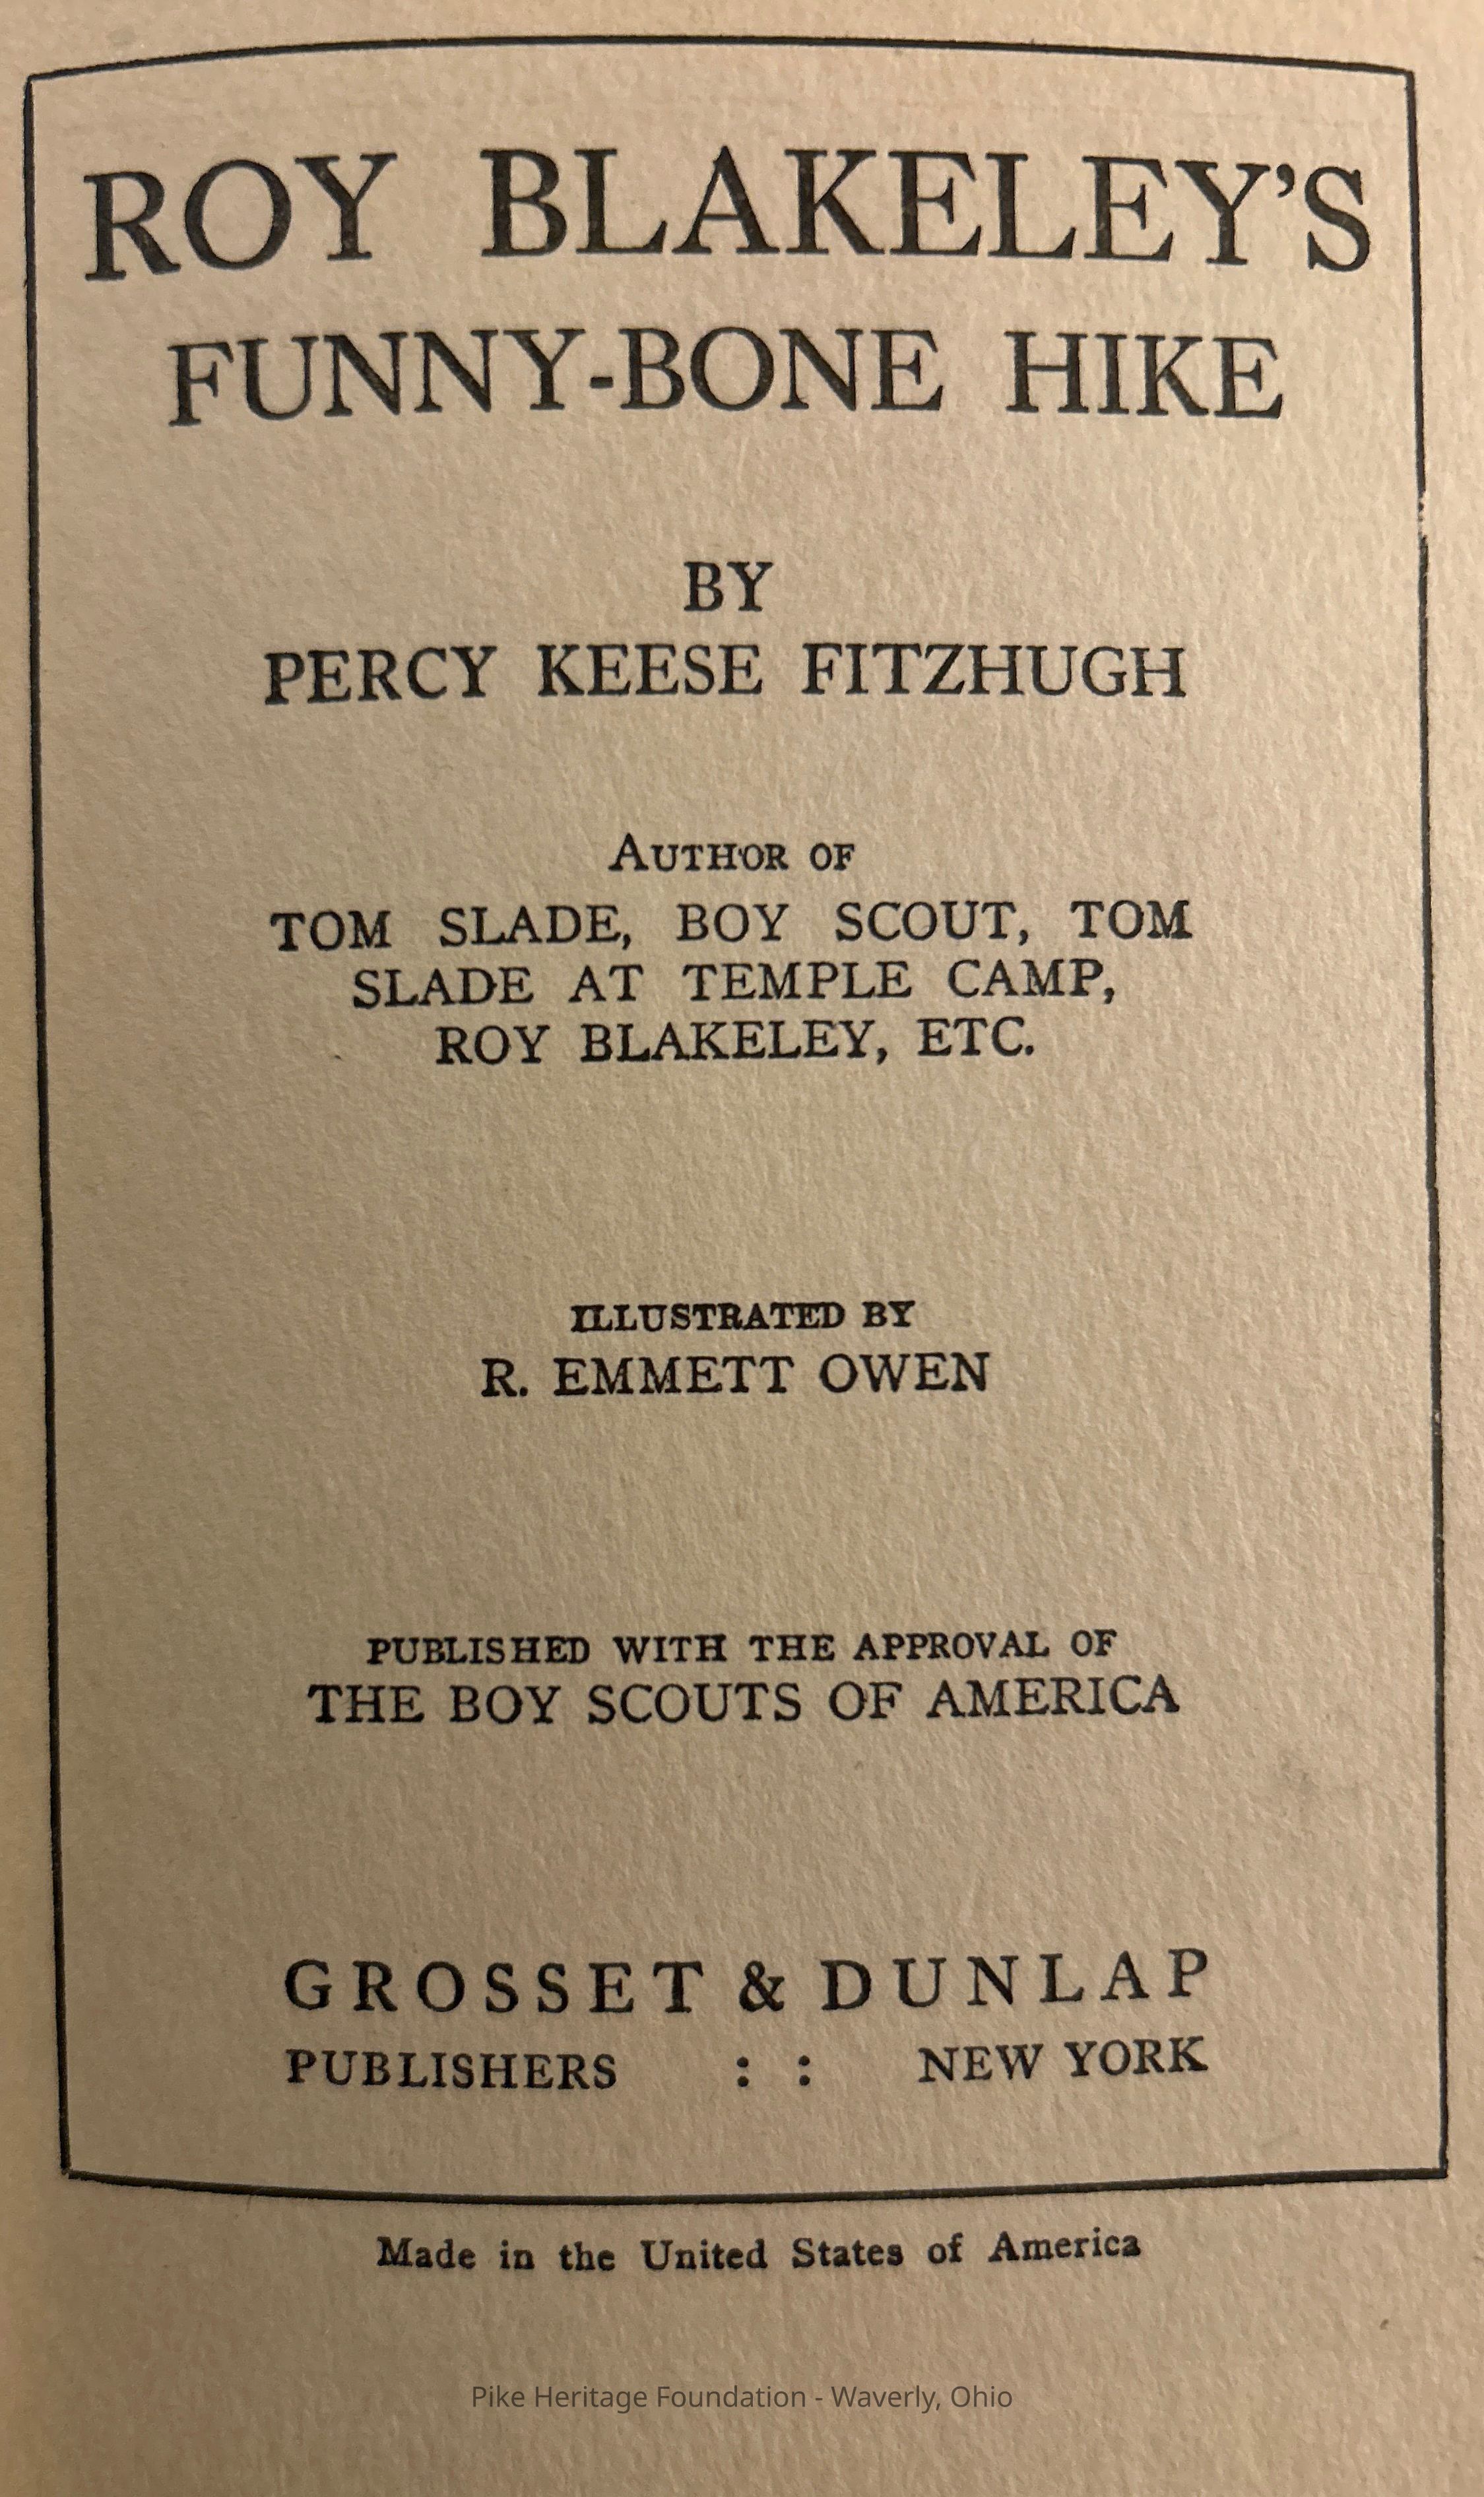 ROY BLAKELEY’S
FUNNY-BONE HIKE
BY
PERCY KEESE FITZHUGH
AUTHOR OF
TOM SLADE, BOY SCOUT, TOM
SLADE AT TEMPLE CAMP,
ROY BLAKELEY, ETC.
ILLUSTRATED BY
R. EMMETT OWEN
PUBLISHED WITH THE APPROVAL OF
THE BOY SCOUTS OF AMERICA
GROSSET & DUNLAP
PUBLISHERS : : NEW YORK
Made in the United States of America
Pike Heritage Foundation - Waverly, Ohio